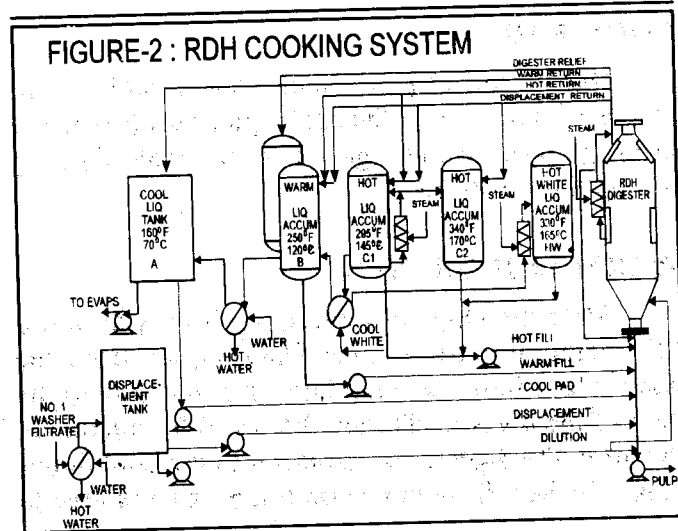 FIGURE-2 : RDH COOKING SYSTEM
DIGESTER RELIEF
WARM RETURN
HOT RETURN
DISPLACEMENT RETURN
STEAM
COOL
LIQ
TANK
160°F
70°C
A
WARM
LIQ
ACCUM
250°F
120°C
B
HOT
LIQ
ACCUM
295°F
145°C
C1
STEAM
HOT
LIQ
ACCUM
340°F
170°C
C2
STEAM
HOT
WHITE
LIQ
ACCUM
330°F
165°C
HW
RDH
DIGESTER
TO EVAPS
WATER
HOT
WATER
COOL
WHITE
HOT FILL
WARM FILL
COOL PAD
DISPLACEMENT
DILUTION
DISPLACE-
MENT
TANK
NO. 1
WASHER
FILTRATE
WATER
HOT
WATER
PULP